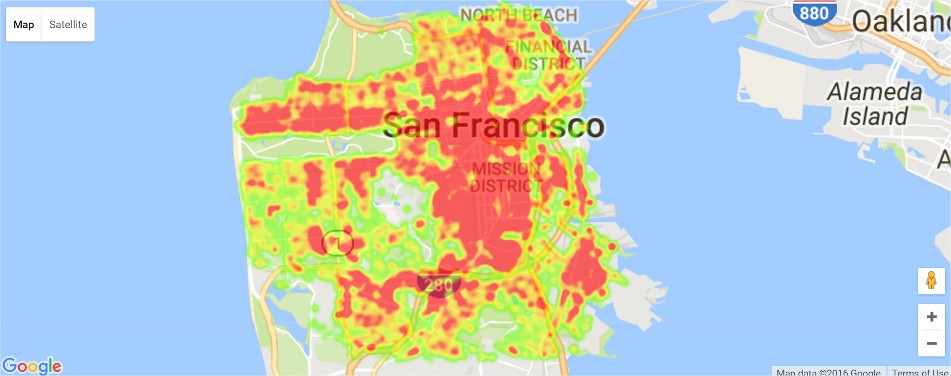 Map
Satellite
NORTH BEACH
FINANCIAL
DISTRICT
880
Oakland
Alameda
Island
San Francisco
MISSION
DISTRICT
1
280
A
+
−
Google
Map data ©2016 Google
Terms of Use